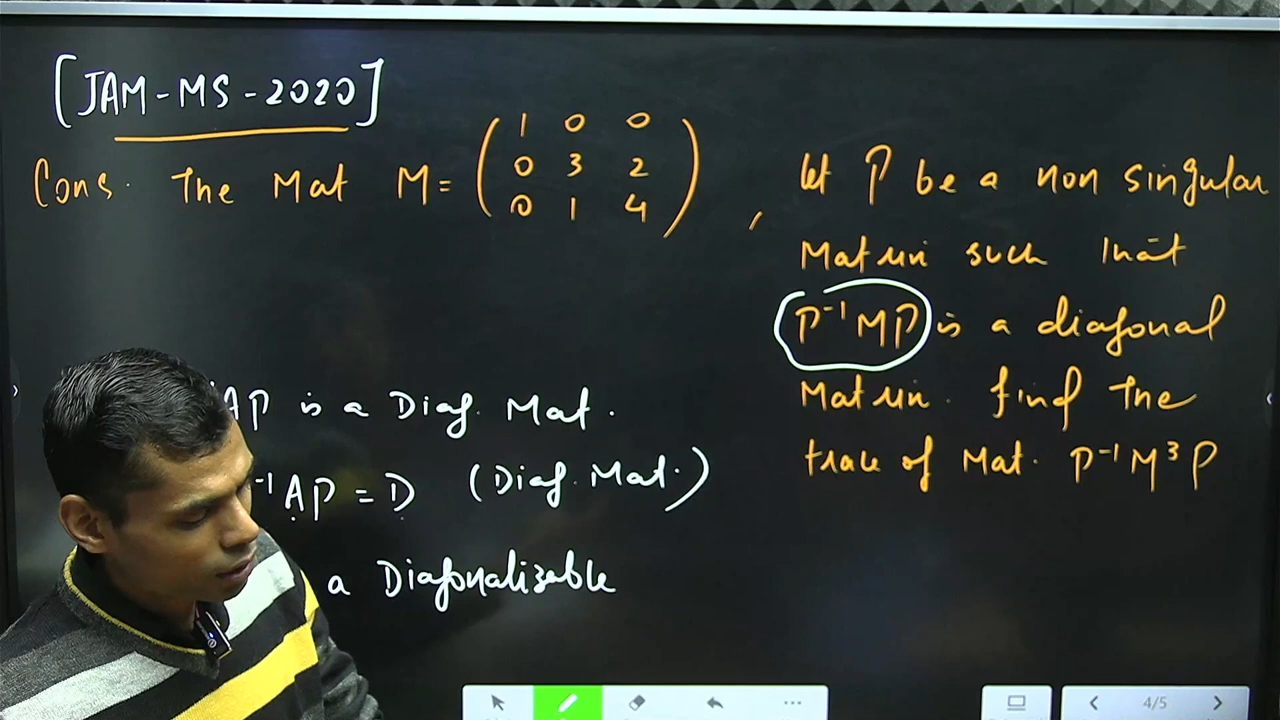 [JAM-MS-2020]
Cons. The Mat M = ( 1 0 0
0 3 2
0 1 4 ) ,
let P be a non singular
Matrix such that
P⁻¹MP is a diagonal
Matrix. find the
trace of Mat. P⁻¹M³P
AP is a Diag. Mat.
⁻¹AP = D (Diag. Mat.)
a Diagonalizable
4/5